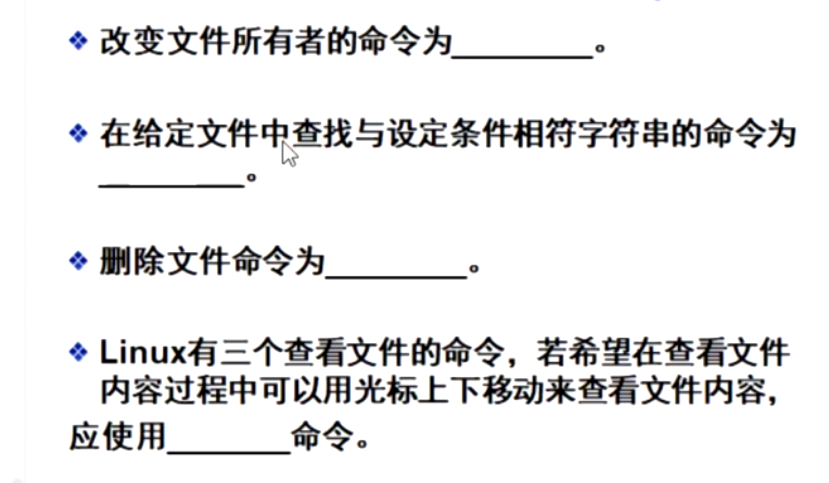 ❖ 改变文件所有者的命令为_________。
❖ 在给定文件中查找与设定条件相符字符串的命令为
_________。
❖ 删除文件命令为_________。
❖ Linux有三个查看文件的命令，若希望在查看文件
内容过程中可以用光标上下移动来查看文件内容，
应使用________命令。